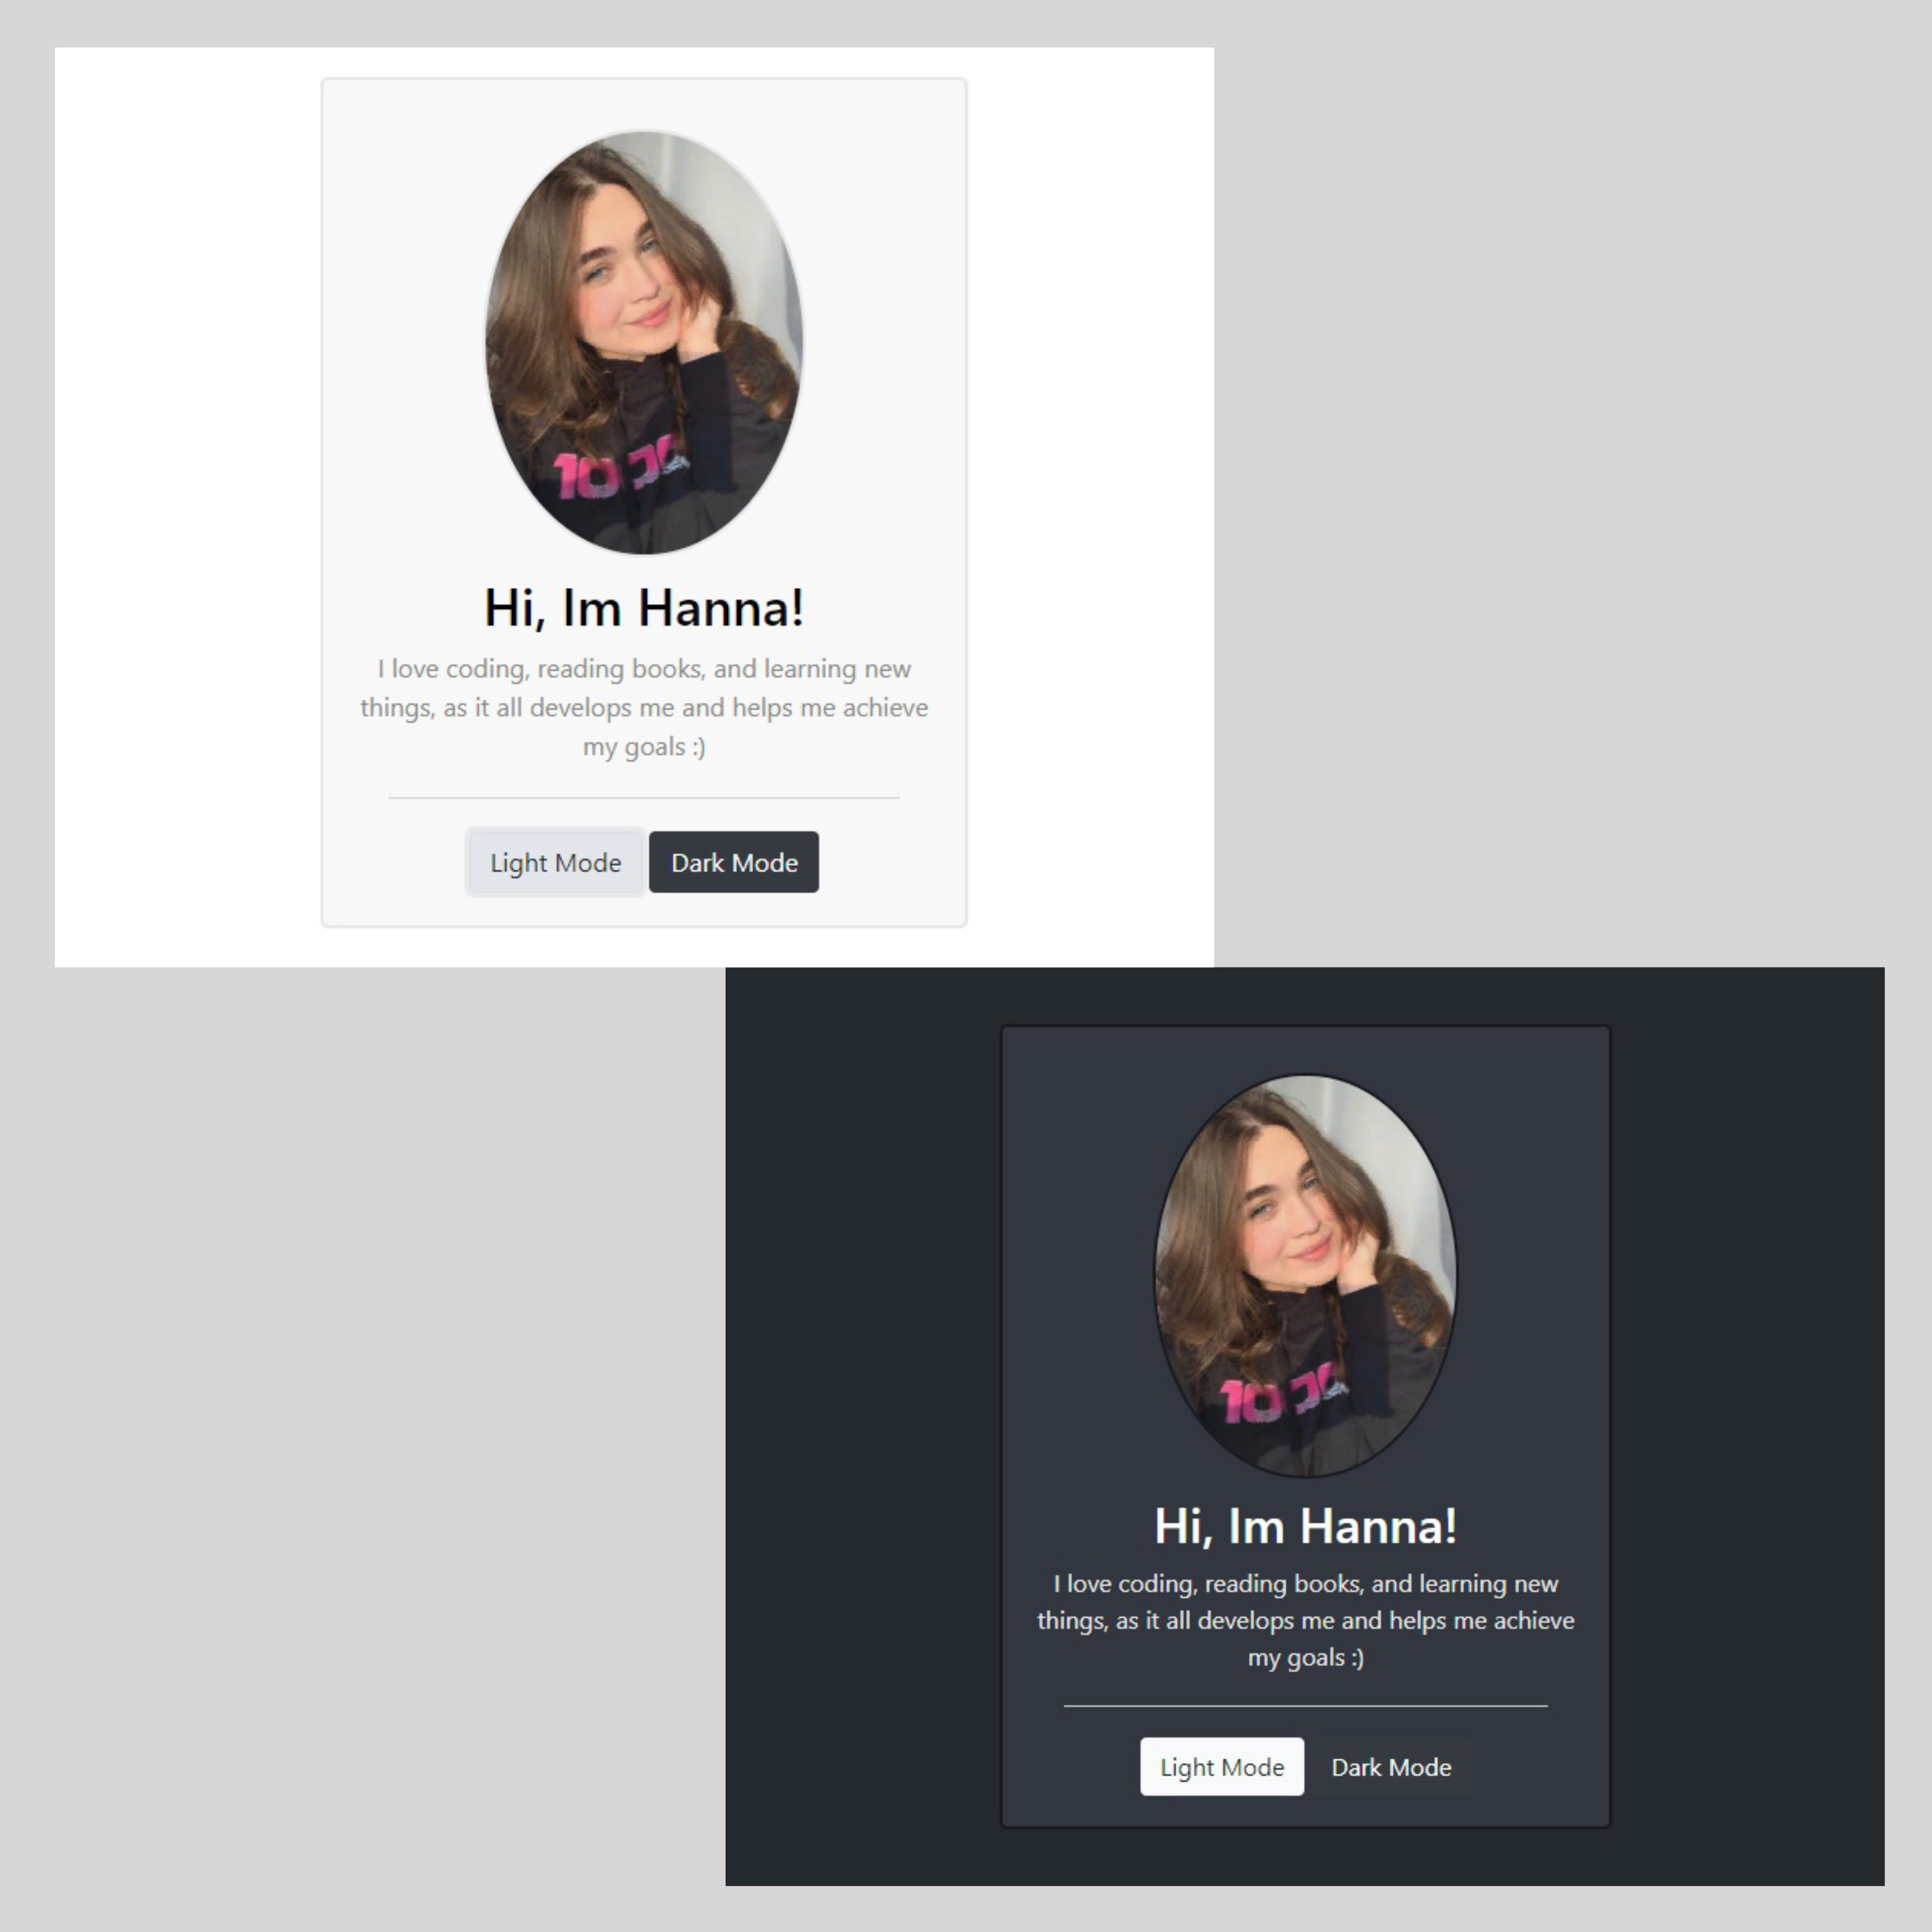 Hi, Im Hanna!
I love coding, reading books, and learning new
things, as it all develops me and helps me achieve
my goals :)
Light Mode Dark Mode
Hi, Im Hanna!
I love coding, reading books, and learning new
things, as it all develops me and helps me achieve
my goals :)
Light Mode Dark Mode